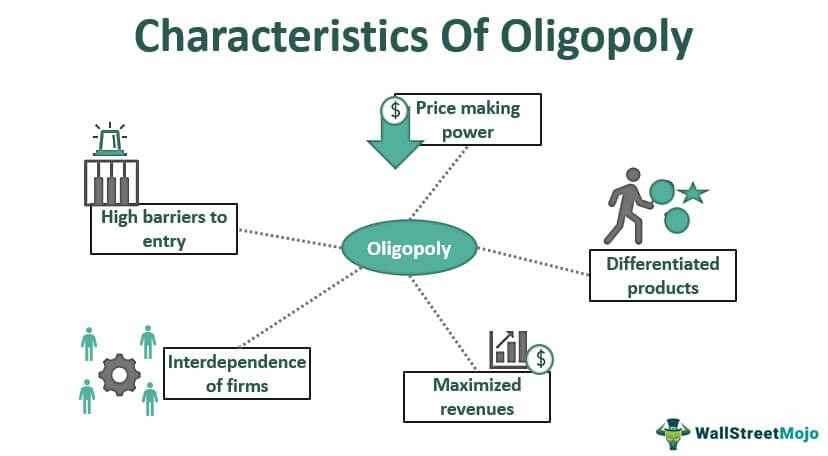 Characteristics Of Oligopoly
$
Price making
power
High barriers to
entry
Oligopoly
Differentiated
products
Interdependence
of firms
$
Maximized
revenues
WallStreetMojo